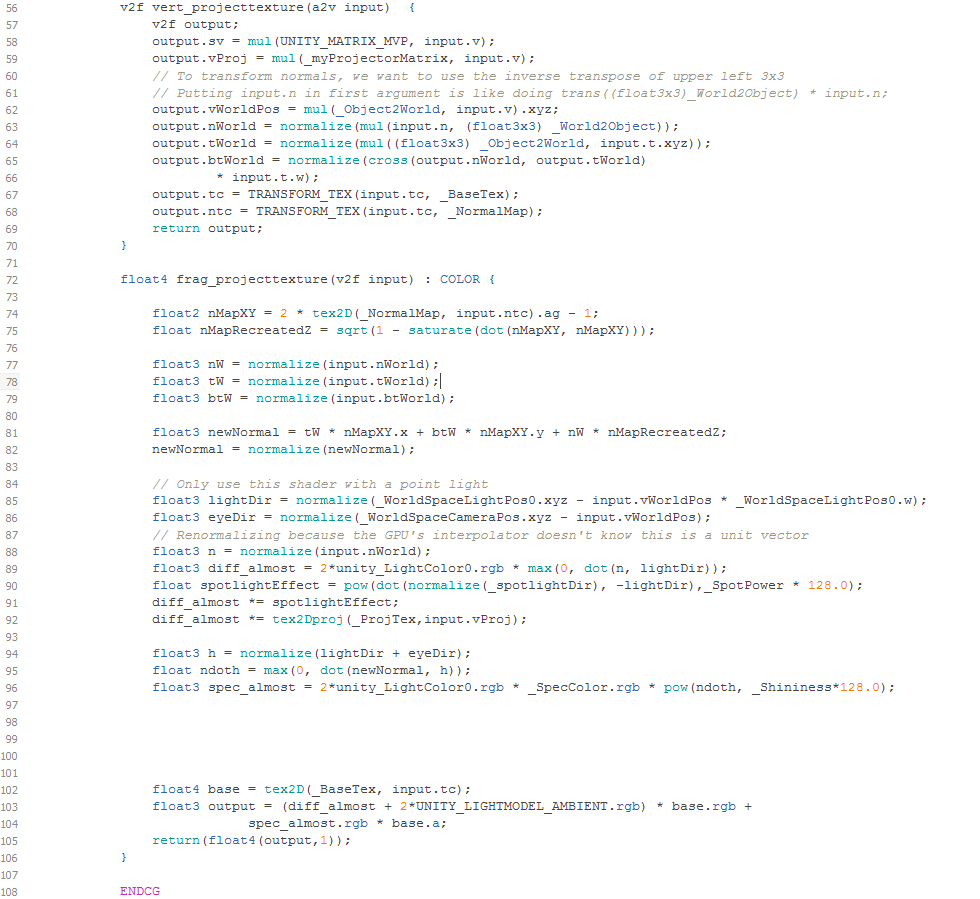 56 v2f vert_projecttexture(a2v input)  {
57 v2f output;
58 output.sv = mul(UNITY_MATRIX_MVP, input.v);
59 output.vProj = mul(_myProjectorMatrix, input.v);
60 // To transform normals, we want to use the inverse transpose of upper left 3x3
61 // Putting input.n in first argument is like doing trans((float3x3)_World2Object) * input.n;
62 output.vWorldPos = mul(_Object2World, input.v).xyz;
63 output.nWorld = normalize(mul(input.n, (float3x3) _World2Object));
64 output.tWorld = normalize(mul((float3x3) _Object2World, input.t.xyz));
65 output.btWorld = normalize(cross(output.nWorld, output.tWorld)
66 * input.t.w);
67 output.tc = TRANSFORM_TEX(input.tc, _BaseTex);
68 output.ntc = TRANSFORM_TEX(input.tc, _NormalMap);
69 return output;
70 }
71
72 float4 frag_projecttexture(v2f input) : COLOR {
73
74 float2 nMapXY = 2 * tex2D(_NormalMap, input.ntc).ag - 1;
75 float nMapRecreatedZ = sqrt(1 - saturate(dot(nMapXY, nMapXY)));
76
77 float3 nW = normalize(input.nWorld);
78 float3 tW = normalize(input.tWorld);
79 float3 btW = normalize(input.btWorld);
80
81 float3 newNormal = tW * nMapXY.x + btW * nMapXY.y + nW * nMapRecreatedZ;
82 newNormal = normalize(newNormal);
83
84 // Only use this shader with a point light
85 float3 lightDir = normalize(_WorldSpaceLightPos0.xyz - input.vWorldPos * _WorldSpaceLightPos0.w);
86 float3 eyeDir = normalize(_WorldSpaceCameraPos.xyz - input.vWorldPos);
87 // Renormalizing because the GPU's interpolator doesn't know this is a unit vector
88 float3 n = normalize(input.nWorld);
89 float3 diff_almost = 2*unity_LightColor0.rgb * max(0, dot(n, lightDir));
90 float spotlightEffect = pow(dot(normalize(_spotlightDir), -lightDir),_SpotPower * 128.0);
91 diff_almost *= spotlightEffect;
92 diff_almost *= tex2Dproj(_ProjTex,input.vProj);
93
94 float3 h = normalize(lightDir + eyeDir);
95 float ndoth = max(0, dot(newNormal, h));
96 float3 spec_almost = 2*unity_LightColor0.rgb * _SpecColor.rgb * pow(ndoth, _Shininess*128.0);
97
98
99
100
101
102 float4 base = tex2D(_BaseTex, input.tc);
103 float3 output = (diff_almost + 2*UNITY_LIGHTMODEL_AMBIENT.rgb) * base.rgb +
104 spec_almost.rgb * base.a;
105 return(float4(output,1));
106 }
107
108 ENDCG